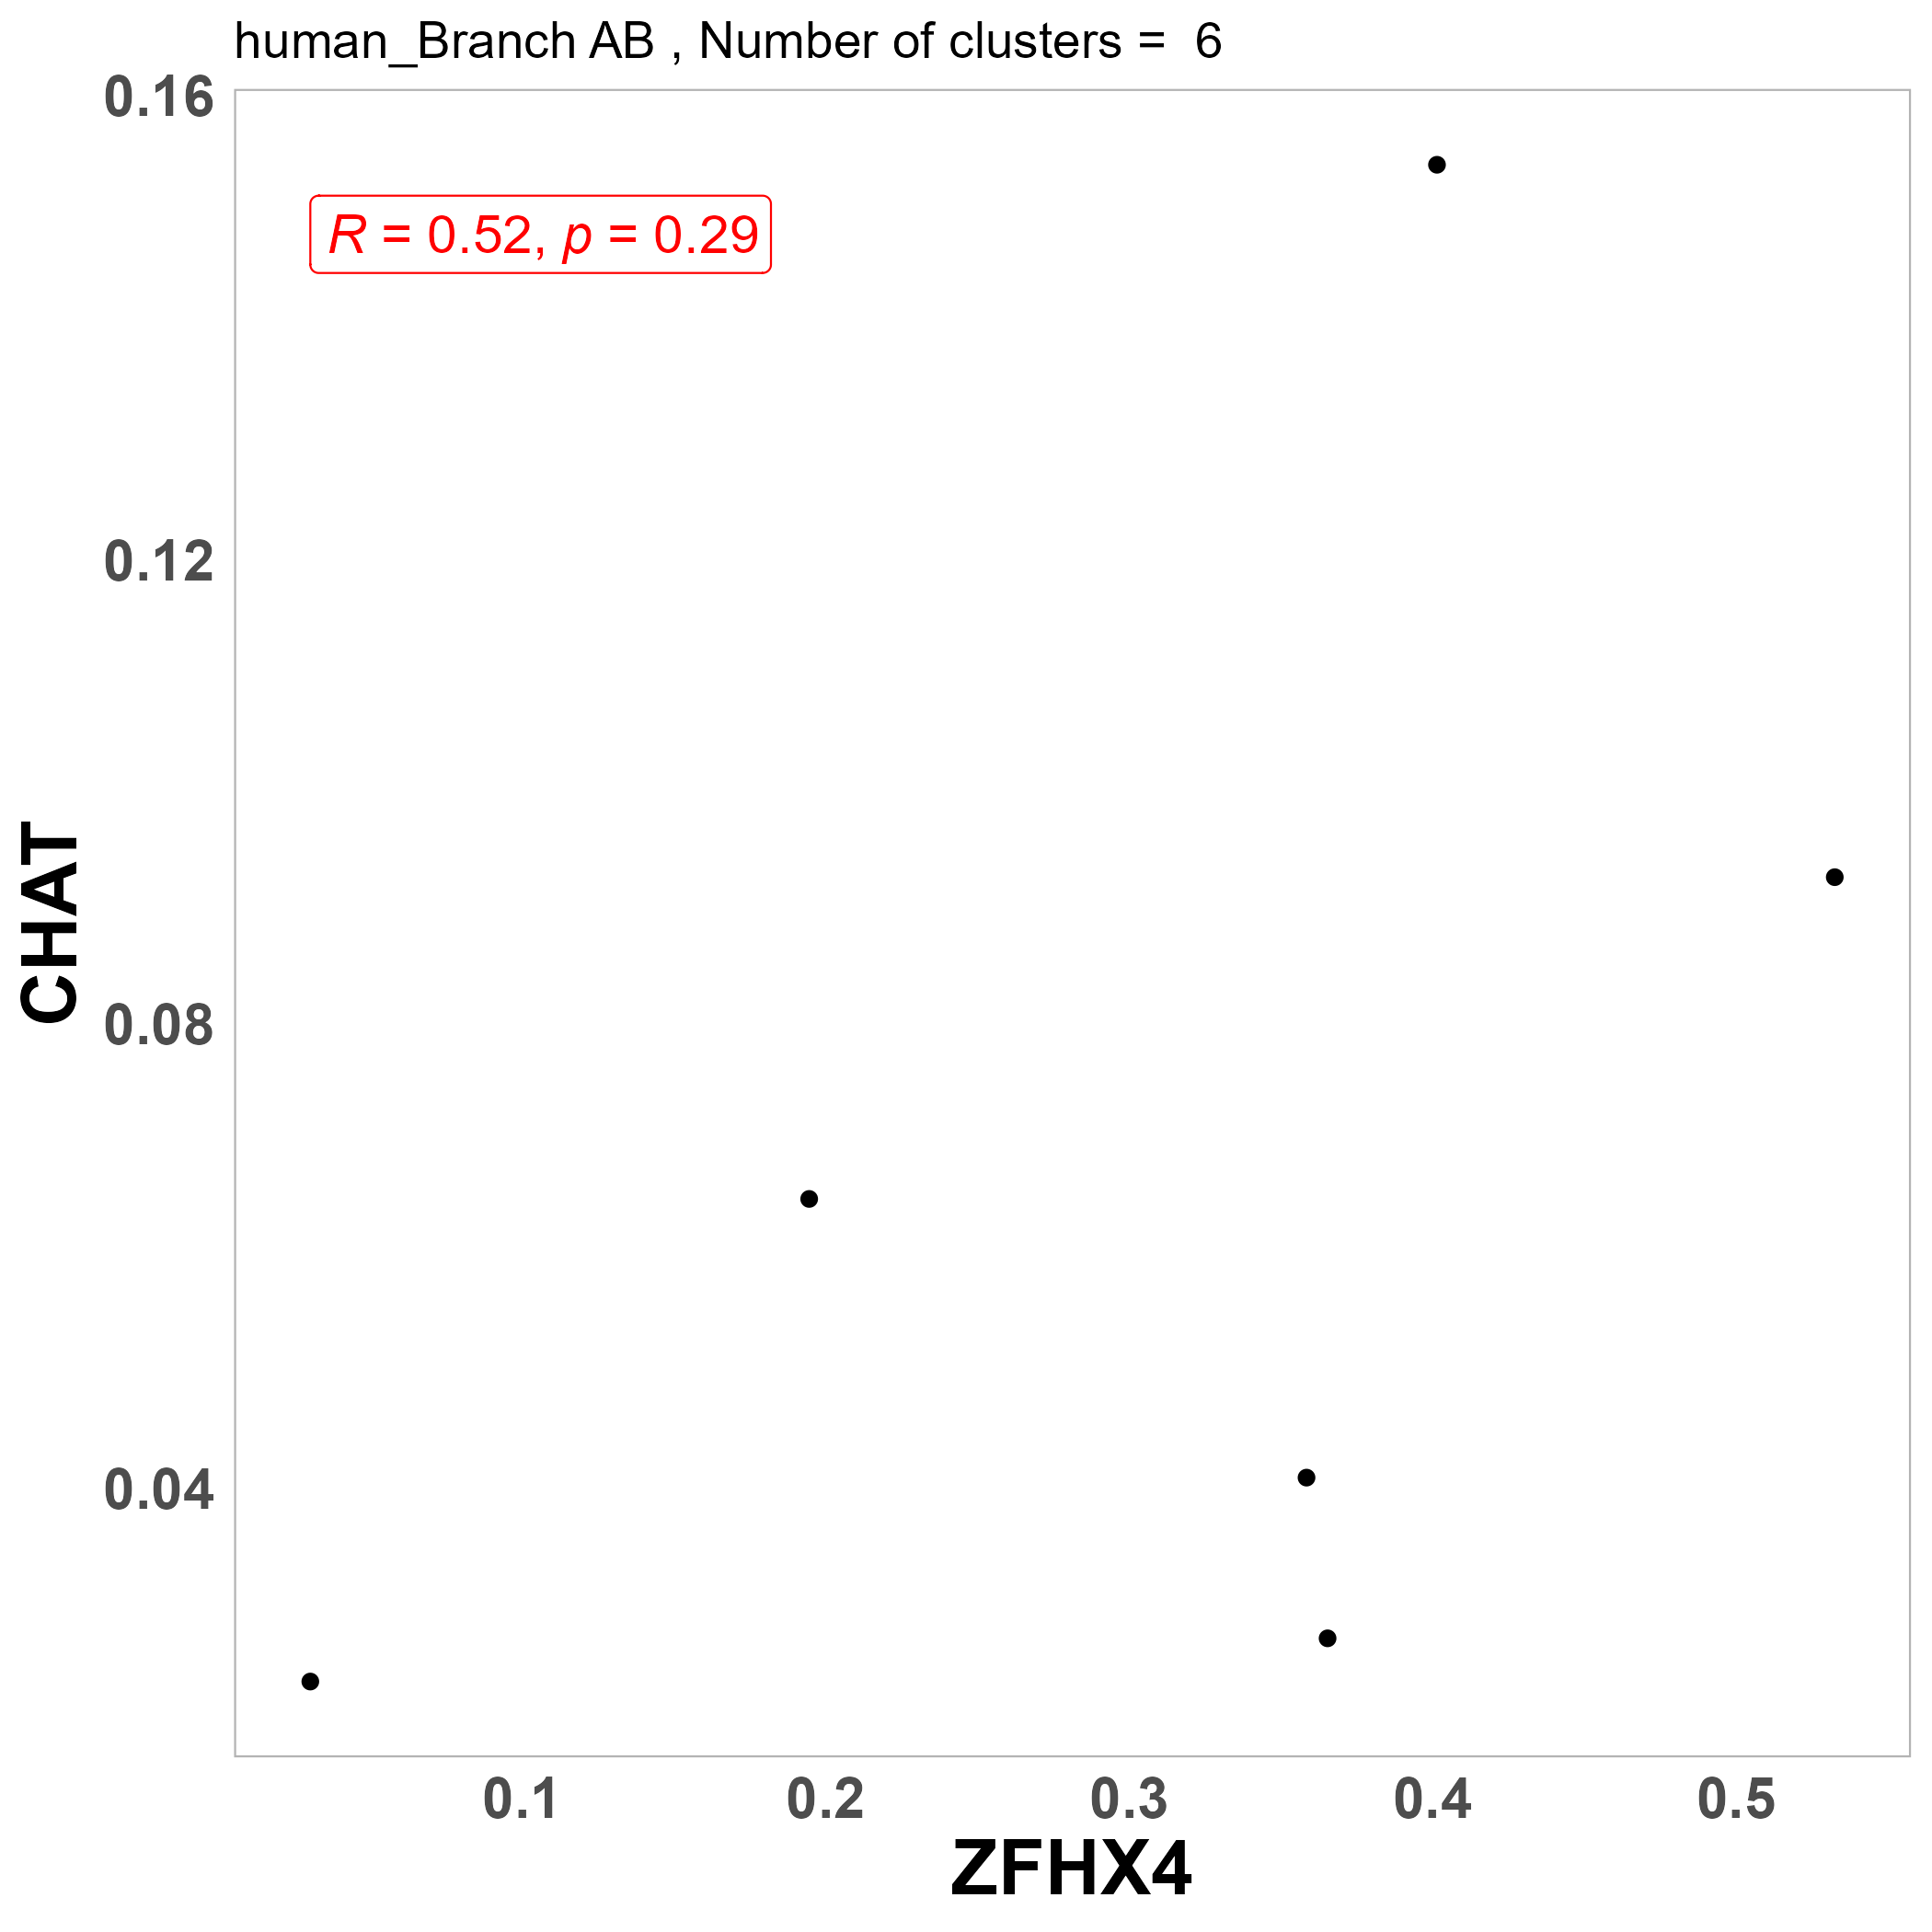 human_Branch AB , Number of clusters =  6
0.16
R = 0.52, p = 0.29
0.12
CHAT
0.08
0.04
0.1 0.2 0.3 0.4 0.5
ZFHX4